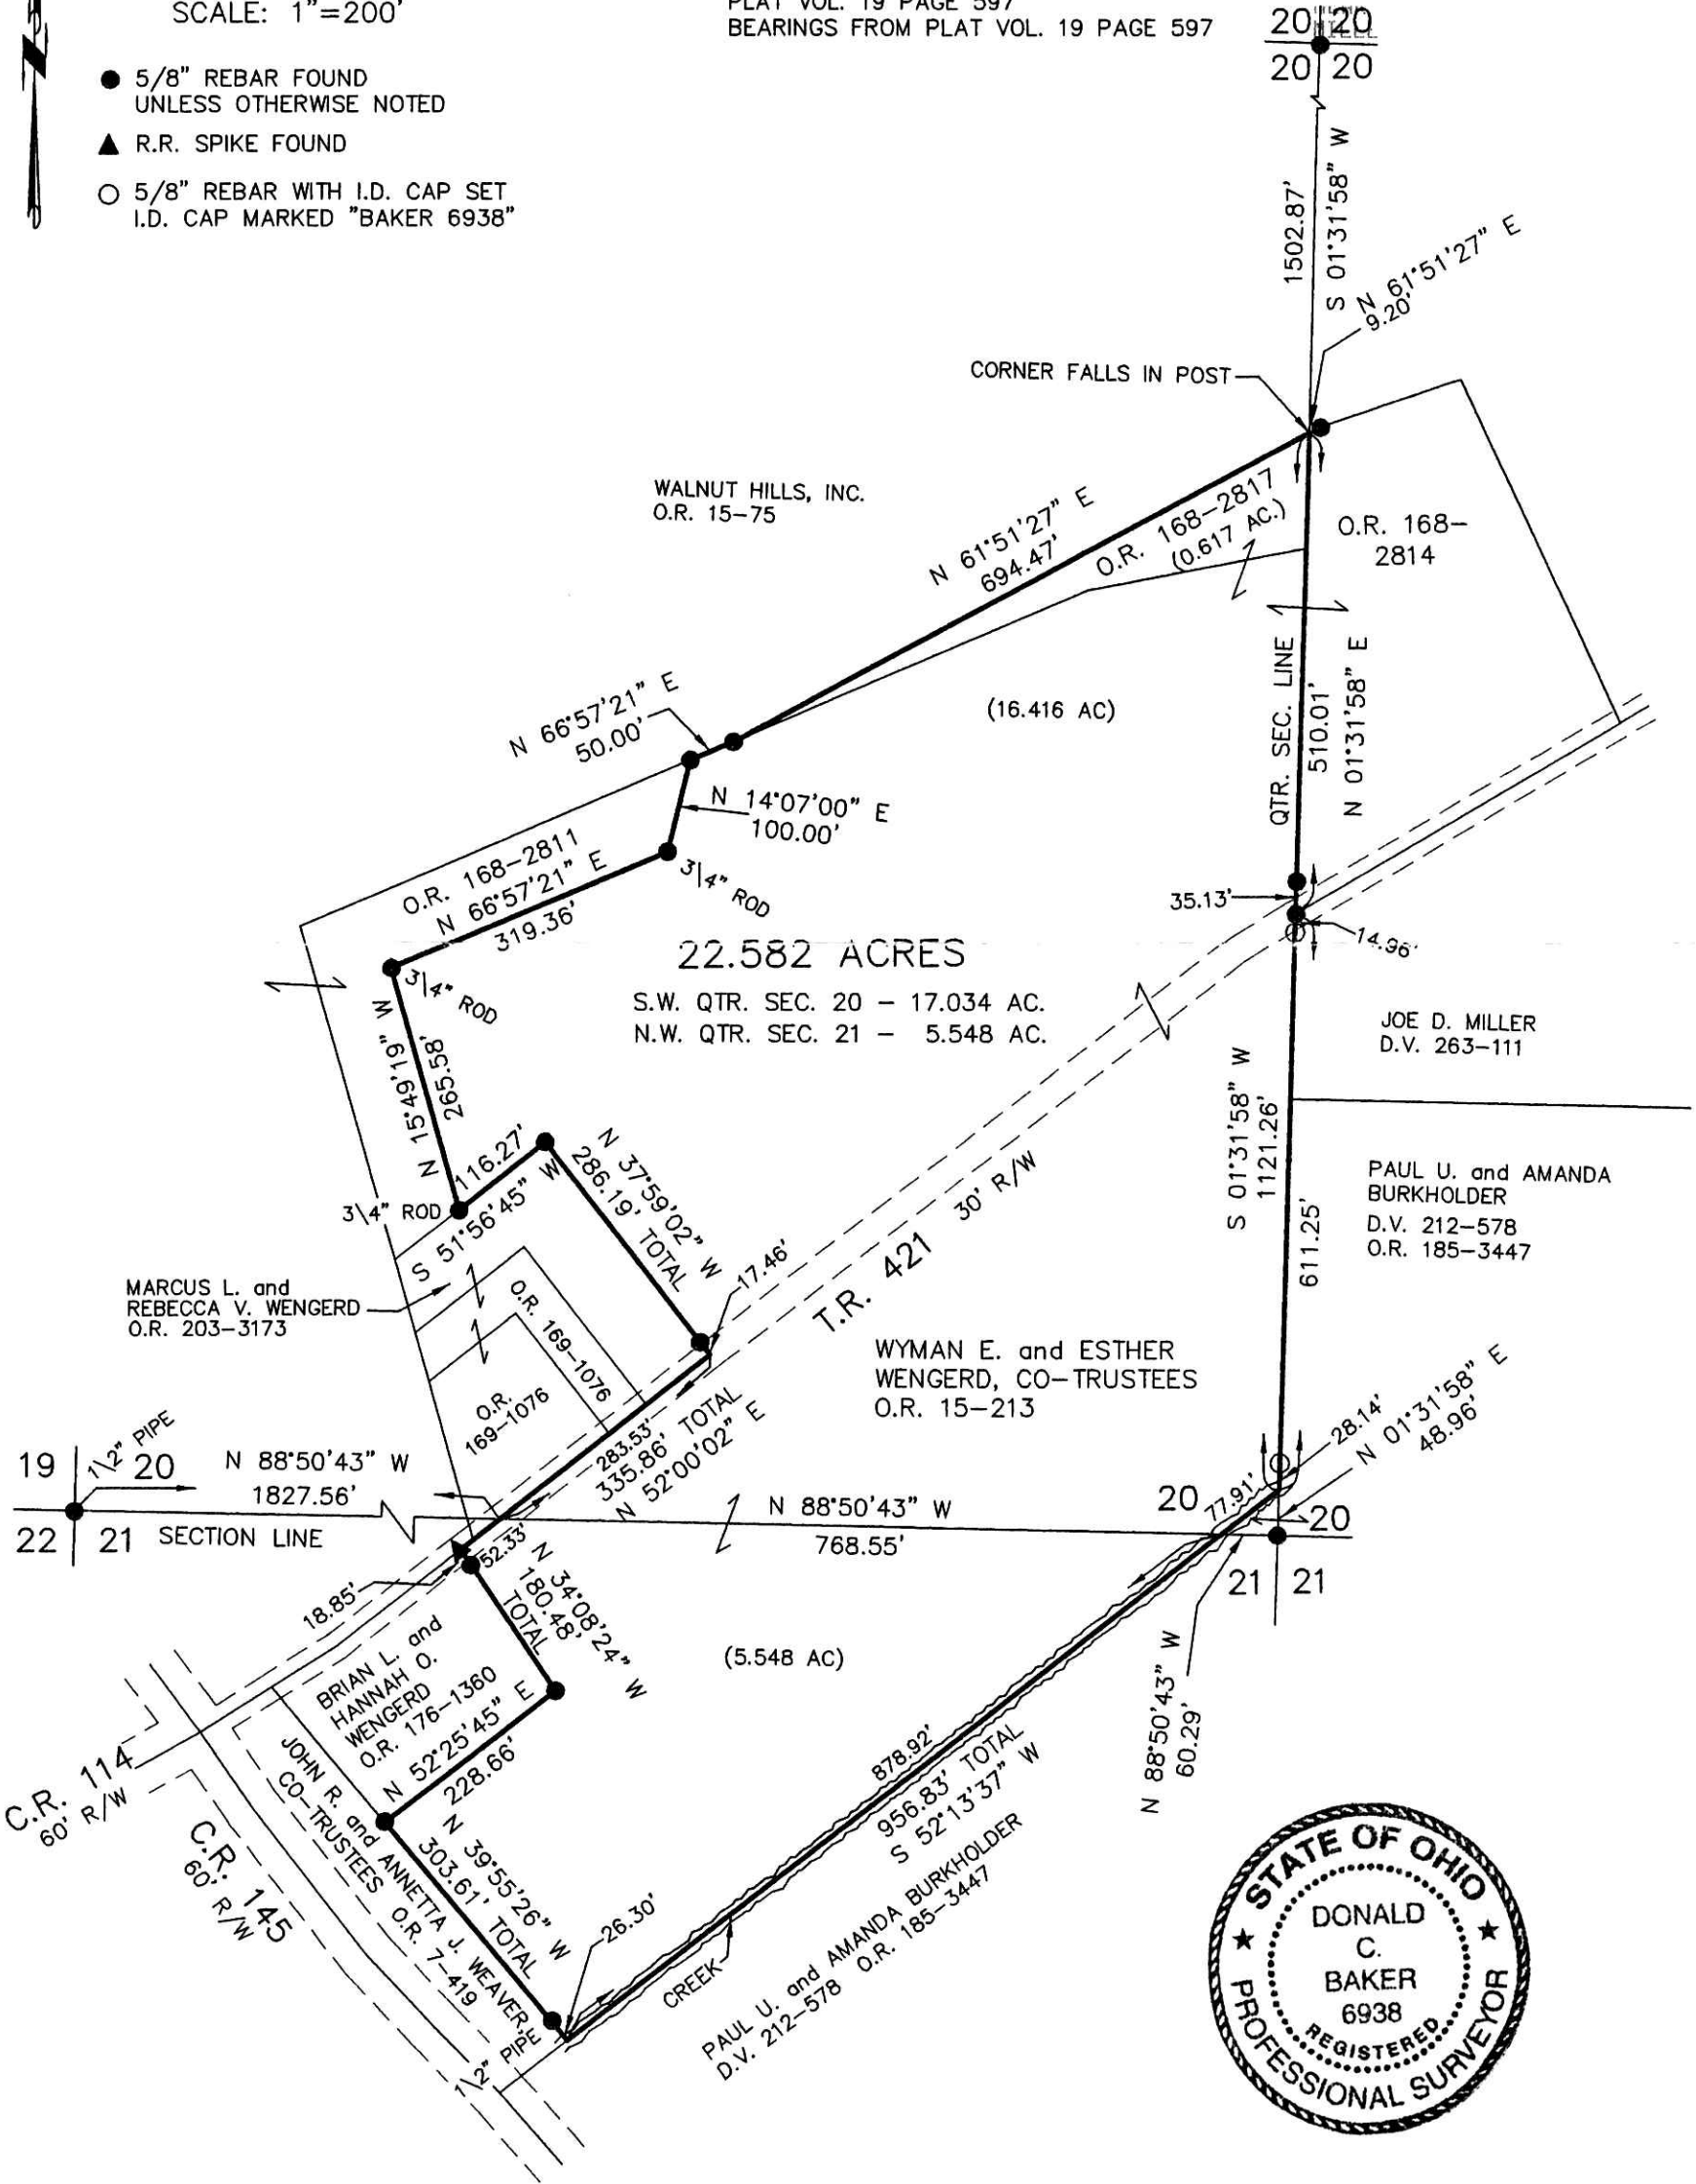 SCALE: 1"=200'
PLAT VOL. 19 PAGE 597
BEARINGS FROM PLAT VOL. 19 PAGE 597
5/8" REBAR FOUND
UNLESS OTHERWISE NOTED
R.R. SPIKE FOUND
5/8" REBAR WITH I.D. CAP SET
I.D. CAP MARKED "BAKER 6938"
20 20
20 20
1502.87'
S 01°31'58" W
N 61°51'27" E
9.20'
CORNER FALLS IN POST
WALNUT HILLS, INC.
O.R. 15-75
N 61°51'27" E
694.47'
O.R. 168-2817
(0.617 AC.)
O.R. 168-
2814
QTR. SEC. LINE
510.01'
N 01°31'58" E
(16.416 AC)
N 66°57'21" E
50.00'
N 14°07'00" E
100.00'
O.R. 168-2811
N 66°57'21" E
319.36'
3/4" ROD
35.13'
14.96'
22.582 ACRES
S.W. QTR. SEC. 20 - 17.034 AC.
N.W. QTR. SEC. 21 - 5.548 AC.
3/4" ROD
N 15°49'19" W
265.58'
JOE D. MILLER
D.V. 263-111
S 01°31'58" W
1121.26'
611.25'
116.27'
S 51°56'45" W
3\4" ROD
N 37°59'02" W
286.19' TOTAL
17.46'
T.R. 421
30' R/W
PAUL U. and AMANDA
BURKHOLDER
D.V. 212-578
O.R. 185-3447
MARCUS L. and
REBECCA V. WENGERD
O.R. 203-3173
O.R. 169-1076
O.R.
169-1076
WYMAN E. and ESTHER
WENGERD, CO-TRUSTEES
O.R. 15-213
28.14'
N 01°31'58" E
48.96'
283.53'
335.86' TOTAL
N 52°00'02" E
19 20
22 21
1\2" PIPE
N 88°50'43" W
1827.56'
SECTION LINE
N 88°50'43" W
768.55'
20 20
21 21
77.91'
52.33'
N 34°08'24" W
180.48'
TOTAL
18.85'
N 88°50'43" W
60.29'
(5.548 AC)
BRIAN L. and
HANNAH O.
WENGERD
O.R. 176-1360
N 52°25'45" E
228.66'
C.R. 114
60' R/W
C.R. 145
60' R/W
JOHN R. and ANNETTA J. WEAVER,
CO-TRUSTEES O.R. 7-419
N 39°55'26" W
303.61' TOTAL
26.30'
1\2" PIPE
878.92'
956.83' TOTAL
S 52°13'37" W
CREEK
PAUL U. and AMANDA BURKHOLDER
D.V. 212-578 O.R. 185-3447
STATE OF OHIO
DONALD
C.
BAKER
6938
REGISTERED
PROFESSIONAL SURVEYOR